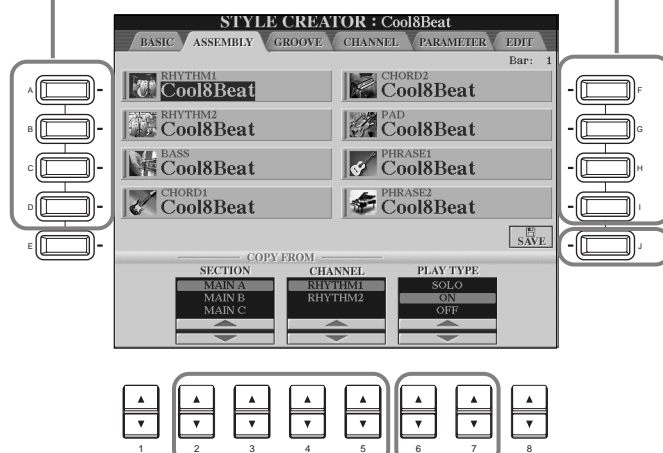 STYLE CREATOR : Cool8Beat
BASIC ASSEMBLY GROOVE CHANNEL PARAMETER EDIT
Bar: 1
RHYTHM1
Cool8Beat
CHORD2
Cool8Beat
RHYTHM2
Cool8Beat
PAD
Cool8Beat
BASS
Cool8Beat
PHRASE1
Cool8Beat
CHORD1
Cool8Beat
PHRASE2
Cool8Beat
SAVE
A
B
C
D
E
F
G
H
I
J
COPY FROM
SECTION
MAIN A
MAIN B
MAIN C
CHANNEL
RHYTHM1
RHYTHM2
PLAY TYPE
SOLO
ON
OFF
1 2 3 4 5 6 7 8